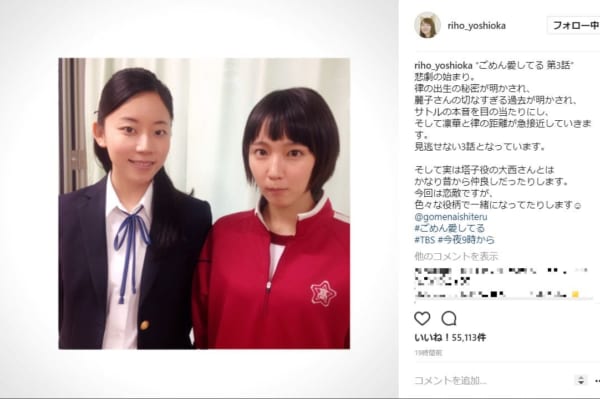 riho_yoshioka
フォロー中
riho_yoshioka "ごめん愛してる 第3話"
悲劇の始まり。
律の出生の秘密が明かされ、
麗子さんの切なすぎる過去が明かされ、
サトルの本音を目の当たりにし、
そして凛華と律の距離が急接近していきま
す。
見逃せない3話となっています。
そして実は塔子役の大西さんとは
かなり昔から仲良しだったりします。
今回は恋敵ですが、
色々な役柄で一緒になってたりします☺
@gomenaishiteru
#ごめん愛してる
#TBS #今夜9時から
他のコメントを表示
いいね！55,113件
19時間前
コメントを追加...